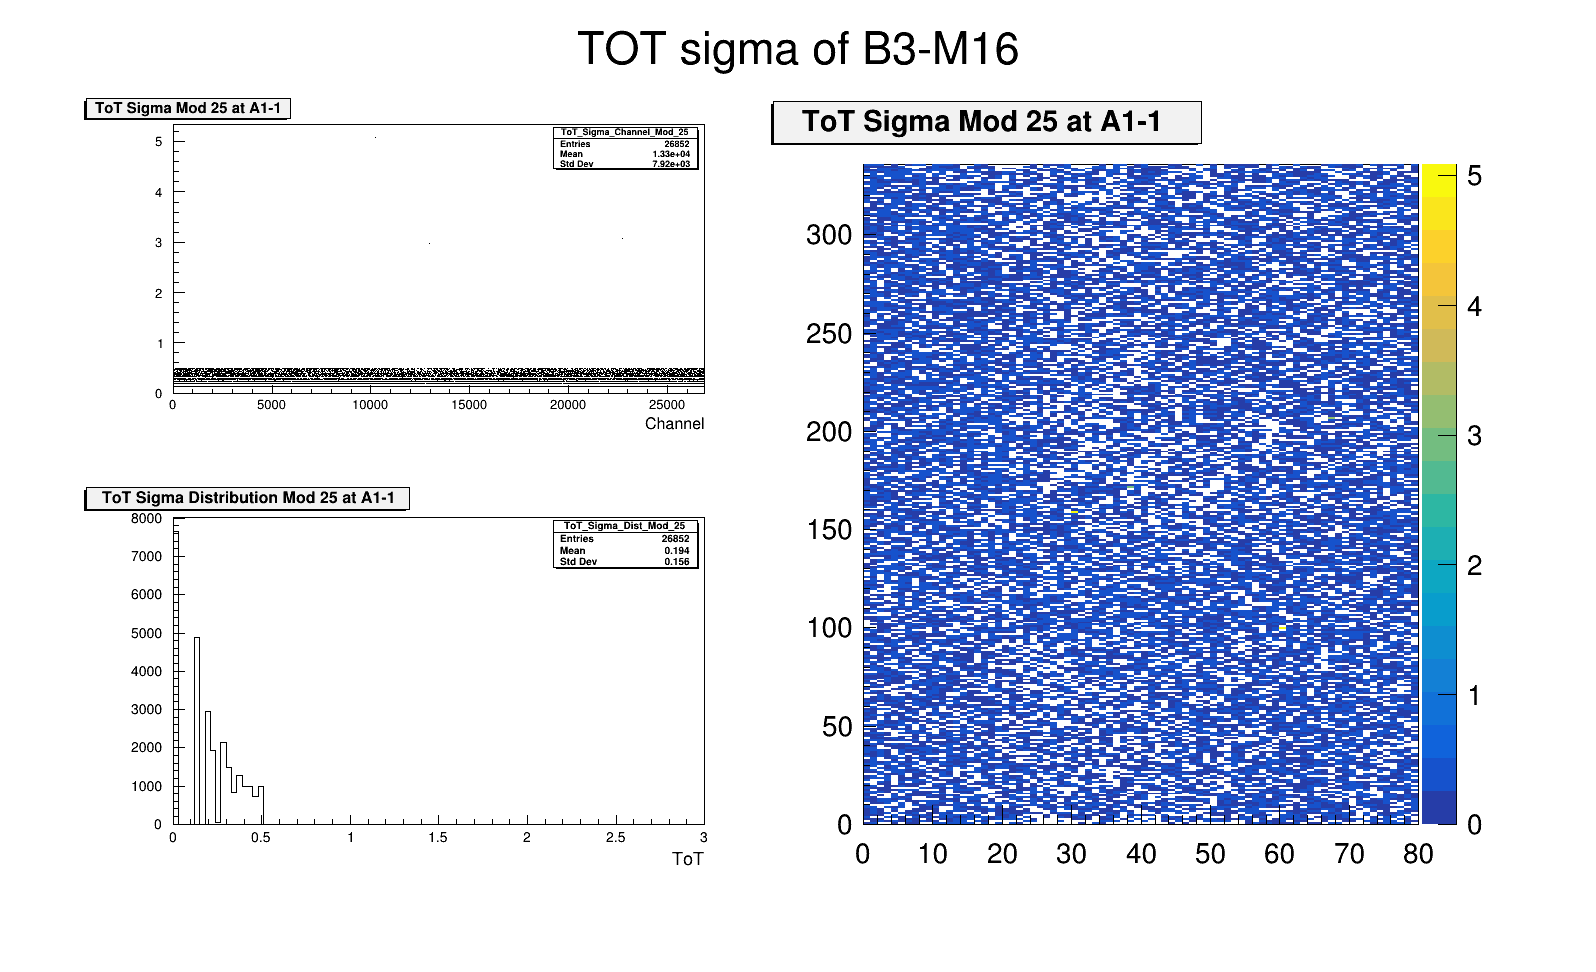 TOT sigma of B3-M16
ToT Sigma Mod 25 at A1-1
ToT_Sigma_Channel_Mod_25
Entries 26852
Mean 1.33e+04
Std Dev 7.92e+03
5
4
3
2
1
0
0 5000 10000 15000 20000 25000
Channel
ToT Sigma Distribution Mod 25 at A1-1
ToT_Sigma_Dist_Mod_25
Entries 26852
Mean 0.194
Std Dev 0.156
8000
7000
6000
5000
4000
3000
2000
1000
0
0 0.5 1 1.5 2 2.5 3
ToT
ToT Sigma Mod 25 at A1-1
300
250
200
150
100
50
0
0 10 20 30 40 50 60 70 80
5
4
3
2
1
0